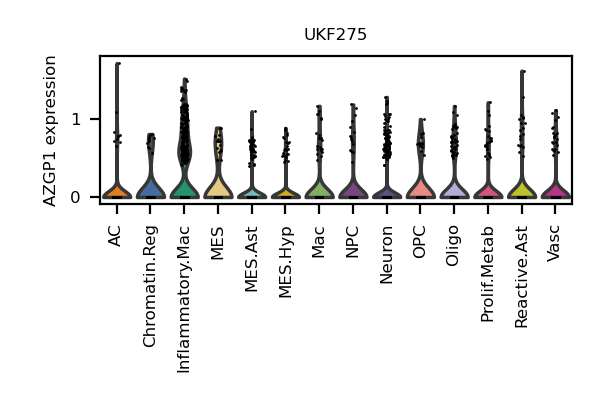 UKF275
AZGP1 expression
1
0
AC
Chromatin.Reg
Inflammatory.Mac
MES
MES.Ast
MES.Hyp
Mac
NPC
Neuron
OPC
Oligo
Prolif.Metab
Reactive.Ast
Vasc